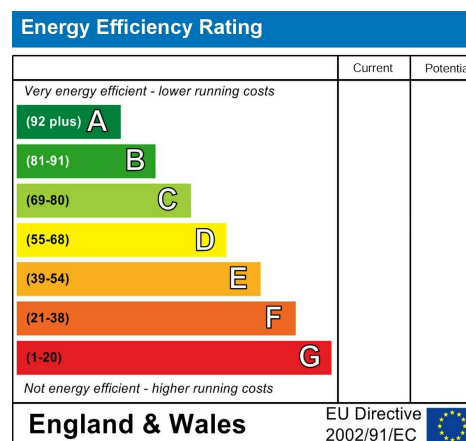 Energy Efficiency Rating
Current Potentia
Very energy efficient - lower running costs
(92 plus) A
(81-91) B
(69-80) C
(55-68) D
(39-54) E
(21-38) F
(1-20) G
Not energy efficient - higher running costs
England & Wales
EU Directive
2002/91/EC